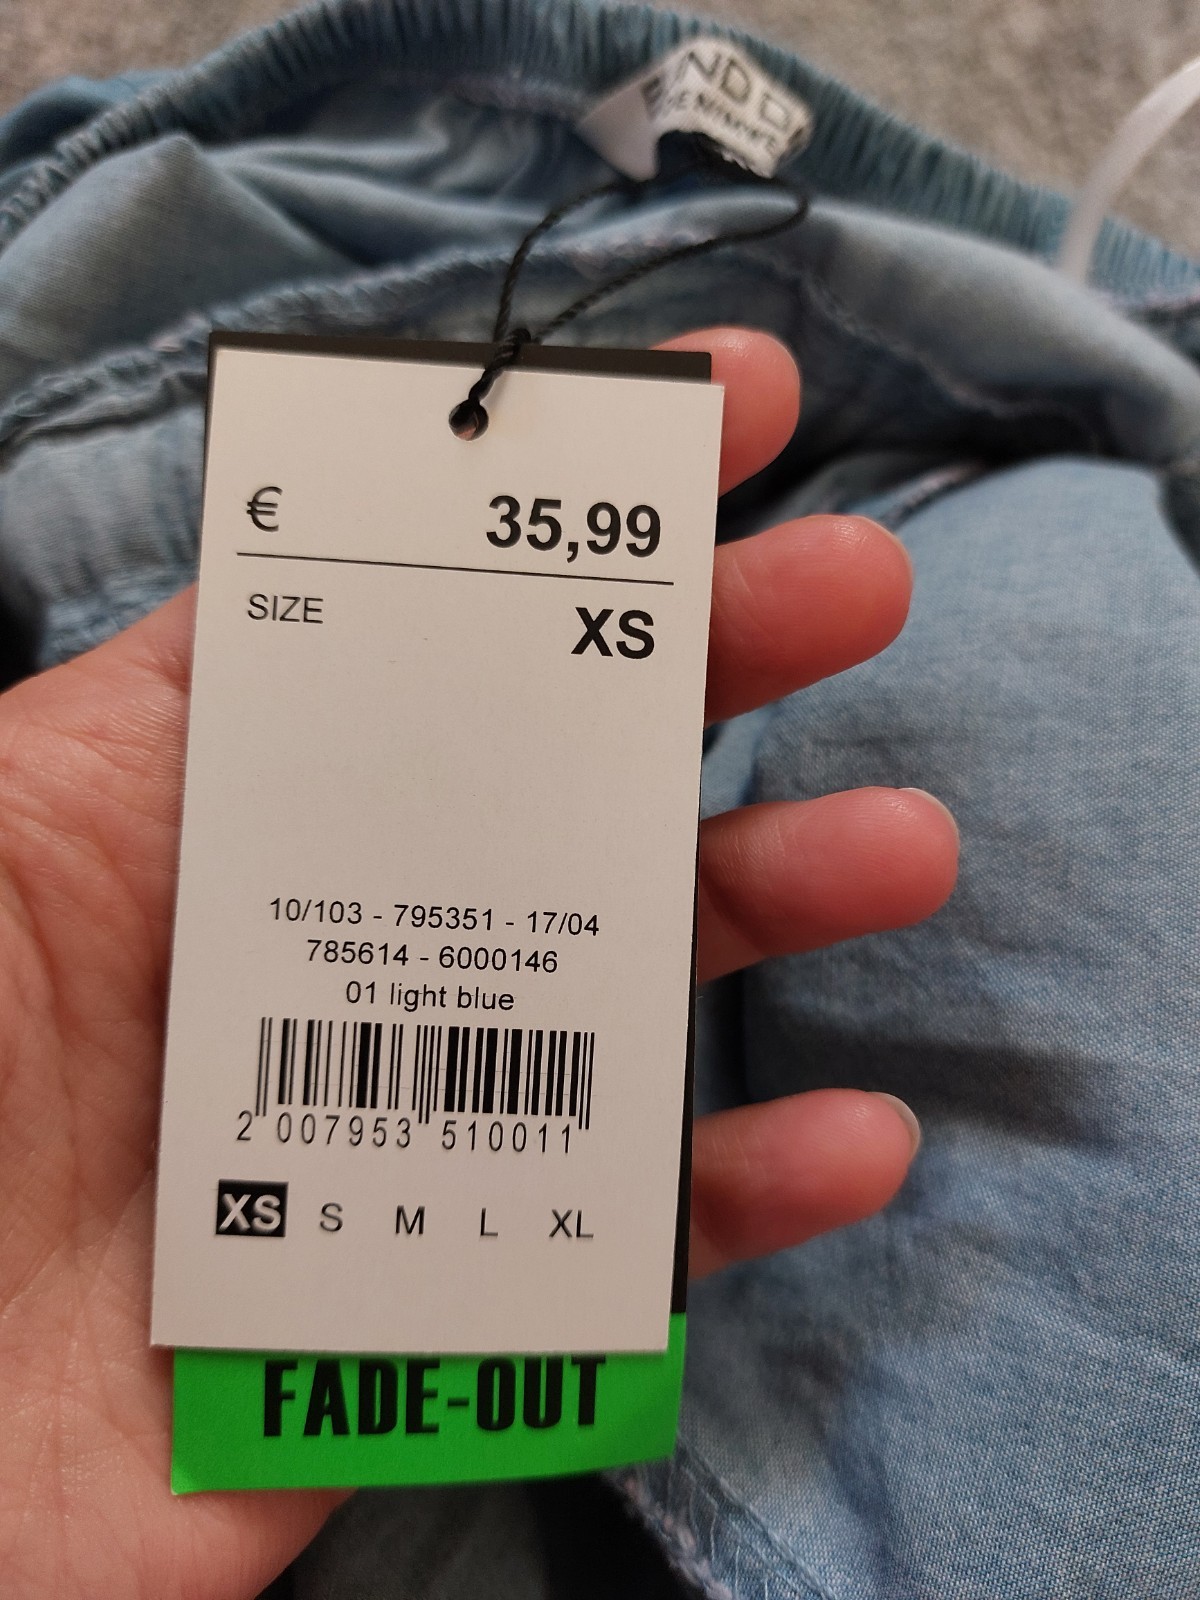 ND D
€ 35,99
SIZE XS
10/103 - 795351 - 17/04
785614 - 6000146
01 light blue
2 007953 510011
XS S M L XL
FADE-OUT